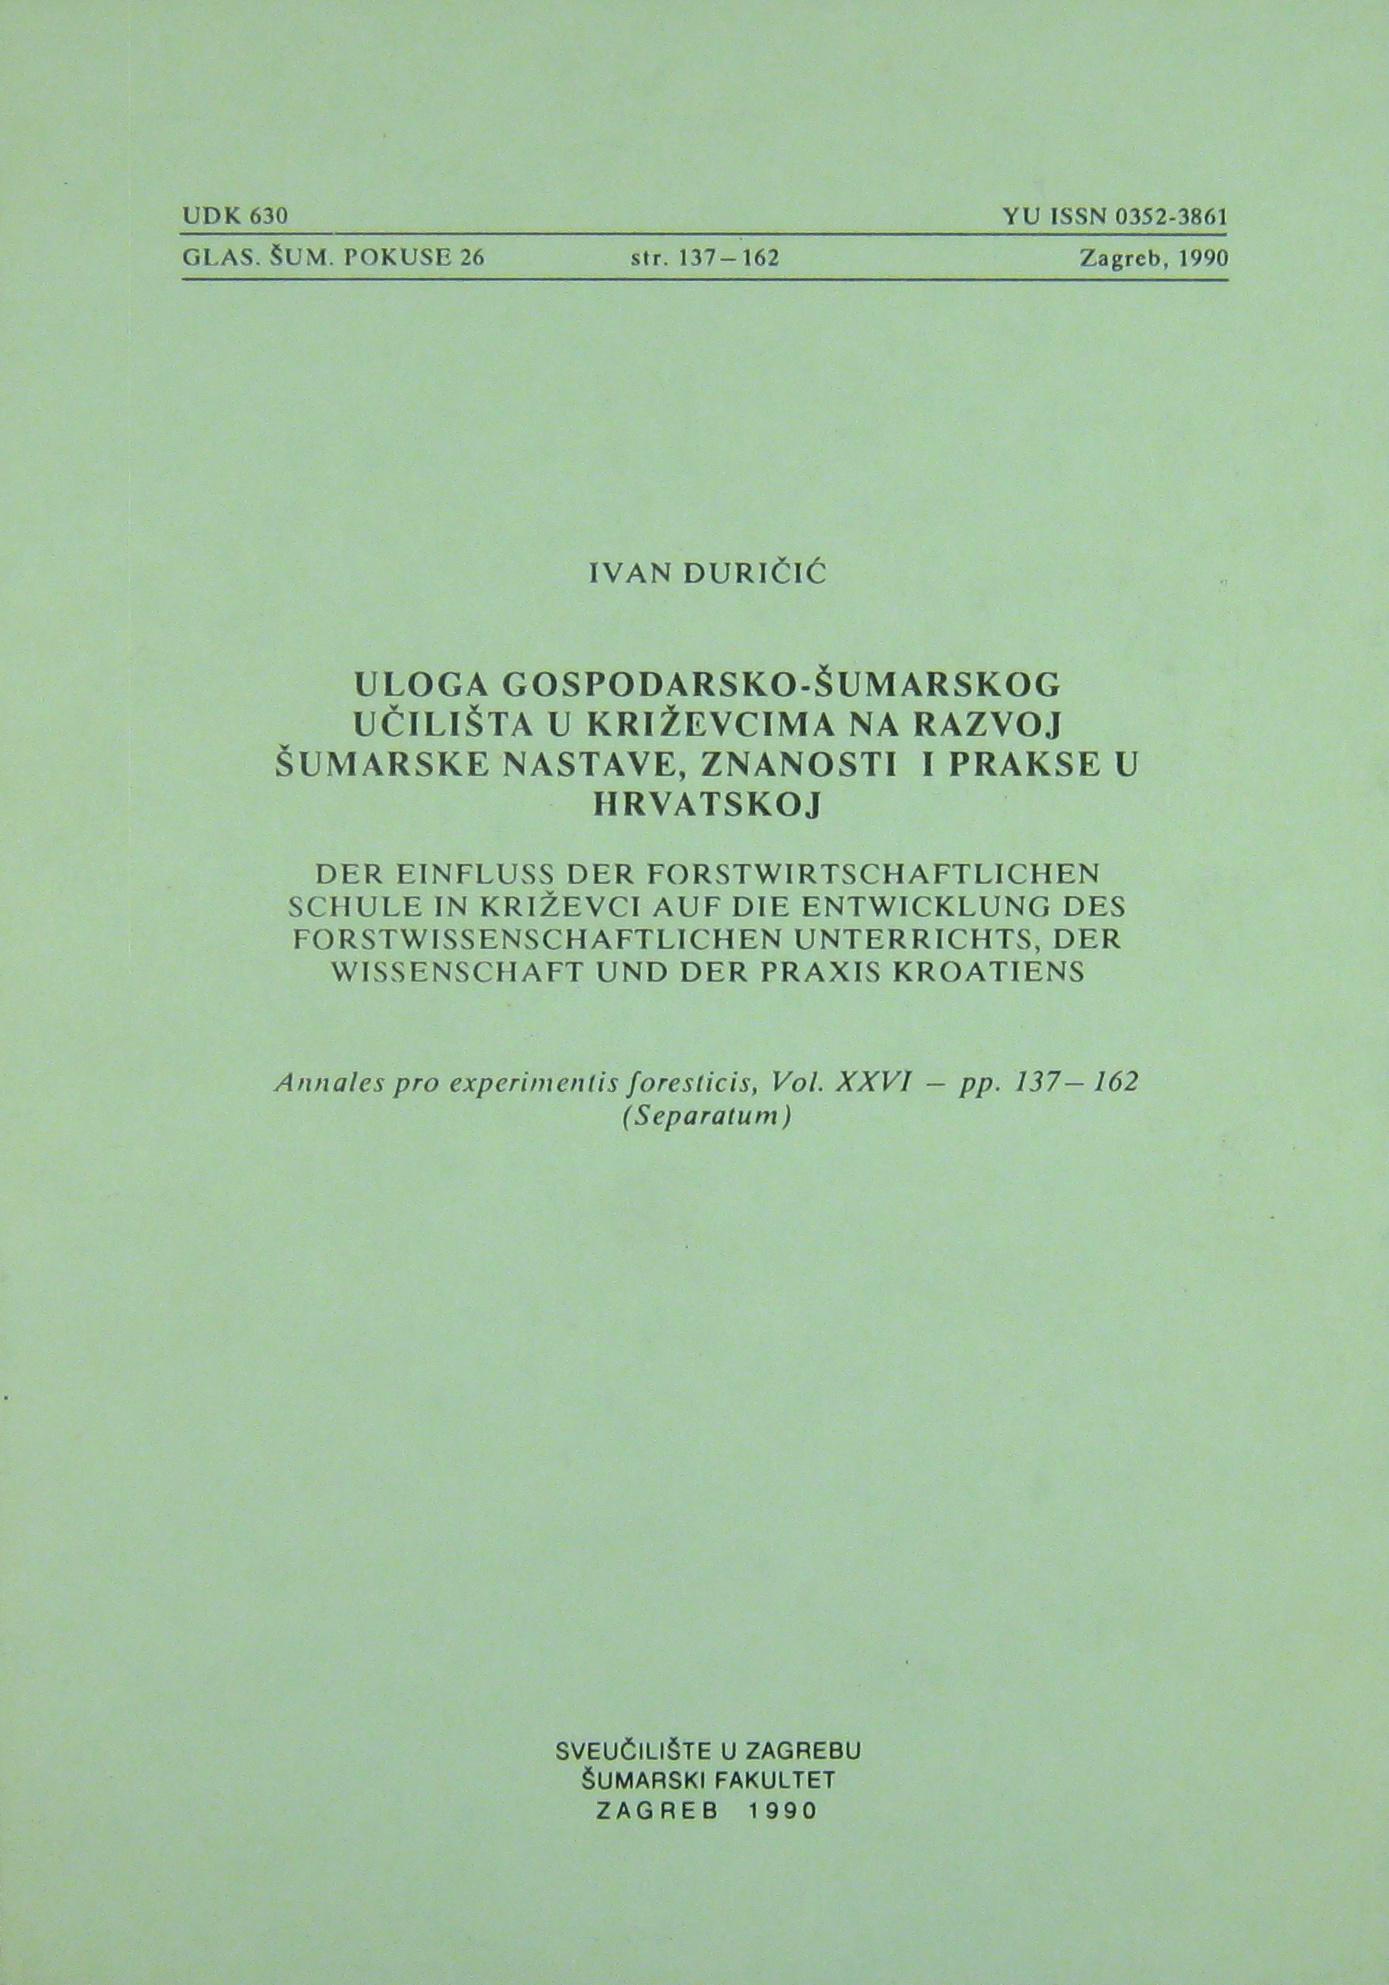 UDK 630 YU ISSN 0352-3861
GLAS. ŠUM. POKUSE 26 str. 137–162 Zagreb, 1990
IVAN DURIČIĆ
ULOGA GOSPODARSKO-ŠUMARSKOG
UČILIŠTA U KRIŽEVCIMA NA RAZVOJ
ŠUMARSKE NASTAVE, ZNANOSTI I PRAKSE U
HRVATSKOJ
DER EINFLUSS DER FORSTWIRTSCHAFTLICHEN
SCHULE IN KRIŽEVCI AUF DIE ENTWICKLUNG DES
FORSTWISSENSCHAFTLICHEN UNTERRICHTS, DER
WISSENSCHAFT UND DER PRAXIS KROATIENS
Annales pro experimentis foresticis, Vol. XXVI – pp. 137–162
(Separatum)
SVEUČILIŠTE U ZAGREBU
ŠUMARSKI FAKULTET
ZAGREB 1990